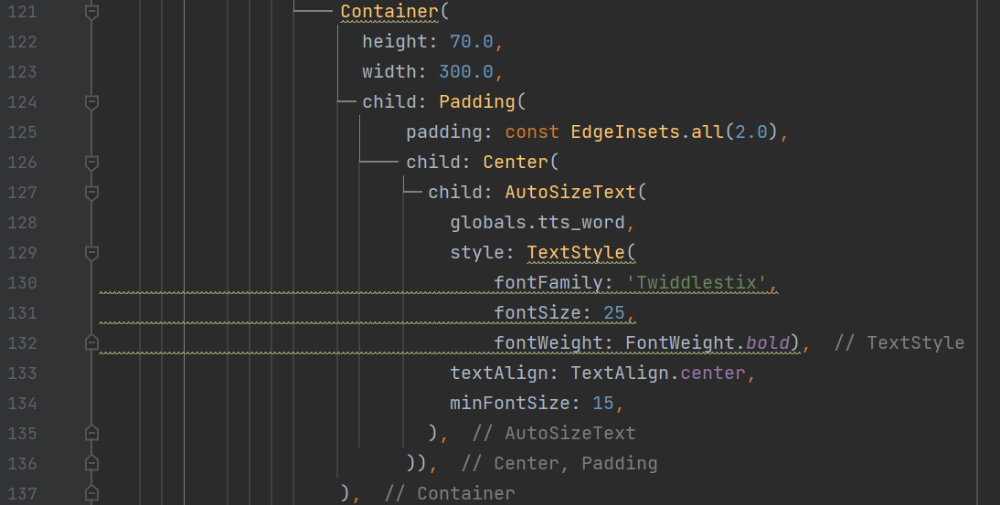 121 Container(
122 height: 70.0,
123 width: 300.0,
124 child: Padding(
125 padding: const EdgeInsets.all(2.0),
126 child: Center(
127 child: AutoSizeText(
128 globals.tts_word,
129 style: TextStyle(
130 fontFamily: 'Twiddlestix',
131 fontSize: 25,
132 fontWeight: FontWeight.bold), // TextStyle
133 textAlign: TextAlign.center,
134 minFontSize: 15,
135 ), // AutoSizeText
136 )), // Center, Padding
137 ), // Container